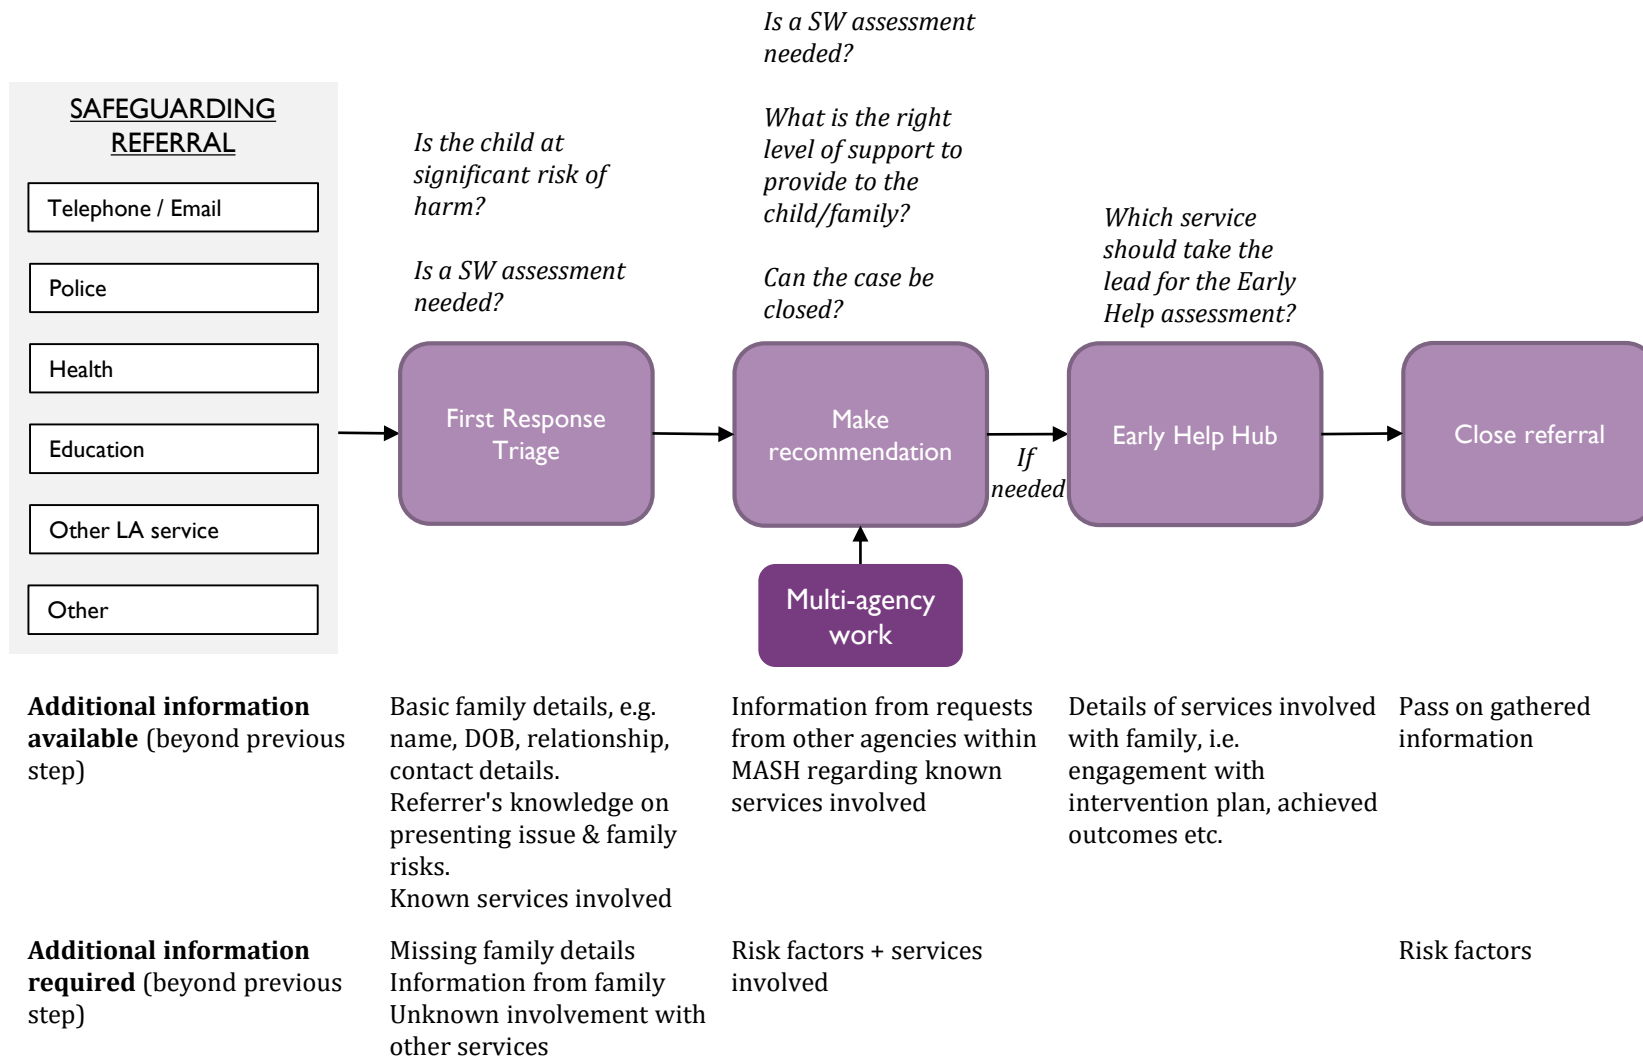 SAFEGUARDING
REFERRAL
Telephone / Email
Police
Health
Education
Other LA service
Other
Is the child at
significant risk of
harm?
Is a SW assessment
needed?
Is a SW assessment
needed?
What is the right
level of support to
provide to the
child/family?
Can the case be
closed?
Which service
should take the
lead for the Early
Help assessment?
First Response
Triage
Make
recommendation
If
needed
Early Help Hub
Close referral
Multi-agency
work
Additional information
available (beyond previous
step)
Basic family details, e.g.
name, DOB, relationship,
contact details.
Referrer's knowledge on
presenting issue & family
risks.
Known services involved
Information from requests
from other agencies within
MASH regarding known
services involved
Details of services involved
with family, i.e.
engagement with
intervention plan, achieved
outcomes etc.
Pass on gathered
information
Additional information
required (beyond previous
step)
Missing family details
Information from family
Unknown involvement with
other services
Risk factors + services
involved
Risk factors